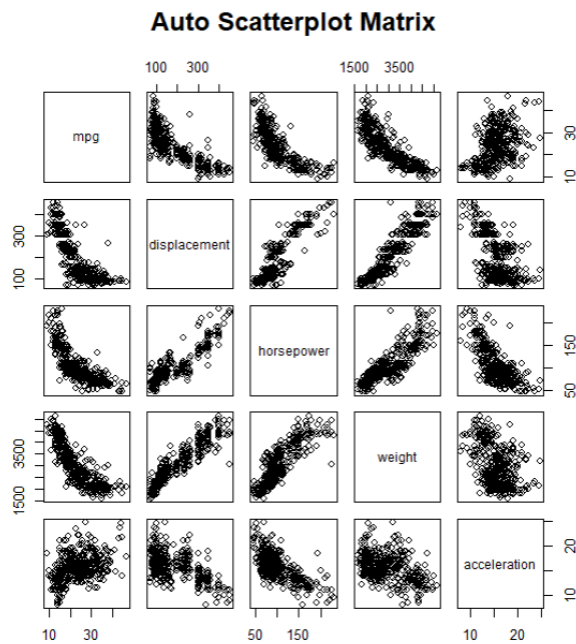 Auto Scatterplot Matrix
100 300 1500 3500
mpg
10 30
displacement
100 300
horsepower
50 150
weight
1500 3500
acceleration
10 20
10 30 50 150 10 20